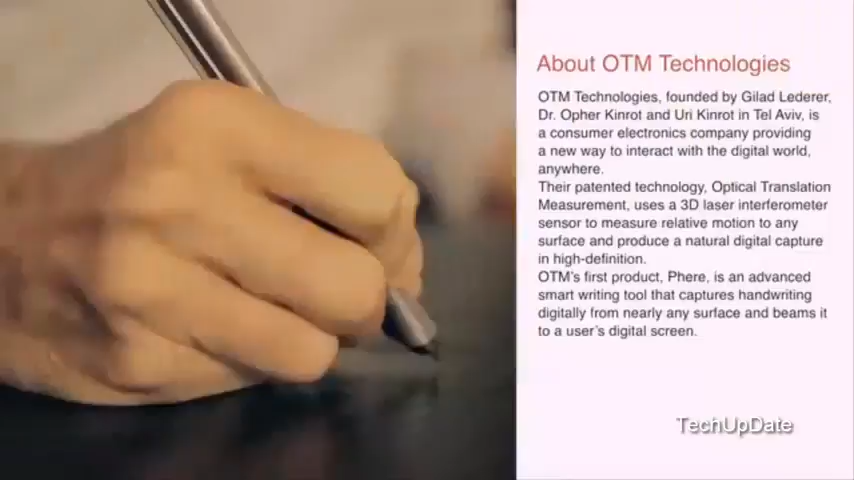 About OTM Technologies
OTM Technologies, founded by Gilad Lederer,
Dr. Opher Kinrot and Uri Kinrot in Tel Aviv, is
a consumer electronics company providing
a new way to interact with the digital world,
anywhere.
Their patented technology, Optical Translation
Measurement, uses a 3D laser interferometer
sensor to measure relative motion to any
surface and produce a natural digital capture
in high-definition.
OTM's first product, Phere, is an advanced
smart writing tool that captures handwriting
digitally from nearly any surface and beams it
to a user's digital screen.
TechUpDate